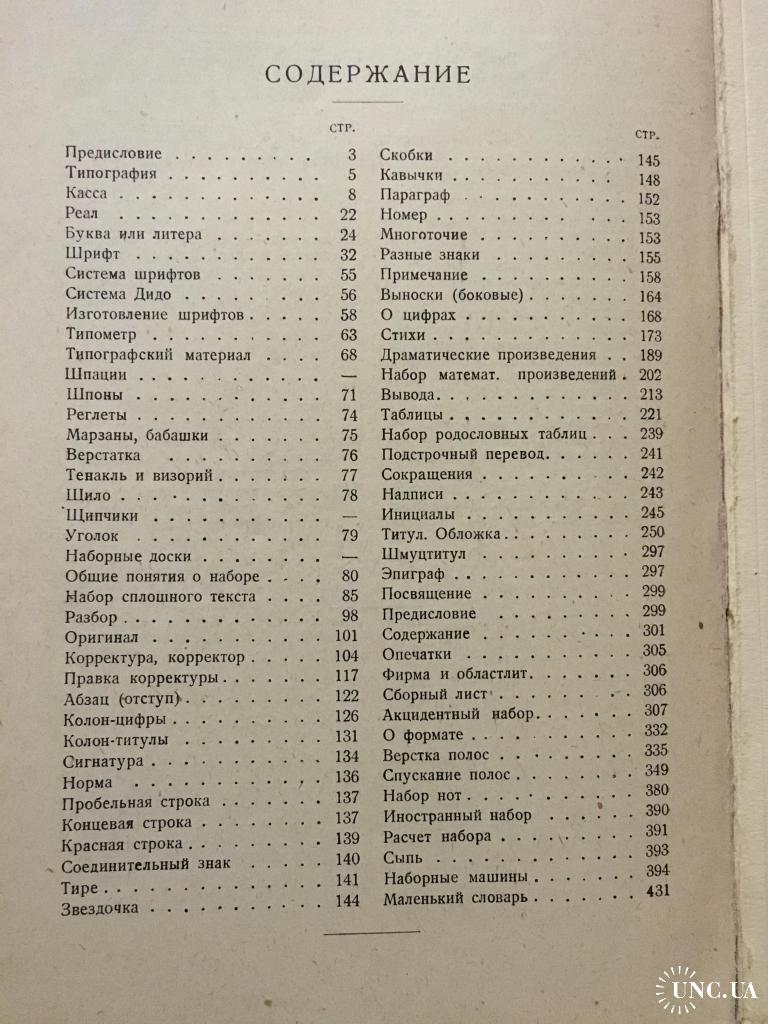 СОДЕРЖАНИЕ
СТР.
Предисловие . . . . . . . . . 3
Типография . . . . . . . . . . 5
Касса . . . . . . . . . . . . 8
Реал . . . . . . . . . . . . 22
Буква или литера . . . . . . . 24
Шрифт . . . . . . . . . . . 32
Система шрифтов . . . . . . . 55
Система Дидо . . . . . . . . 56
Изготовление шрифтов . . . . . 58
Типометр . . . . . . . . . . 63
Типографский материал . . . . 68
Шпации . . . . . . . . . . . —
Шпоны . . . . . . . . . . . 71
Реглеты . . . . . . . . . . . 74
Марзаны, бабашки . . . . . . . 75
Верстатка . . . . . . . . . 76
Тенакль и визорий . . . . . . . 77
Шило . . . . . . . . . . . . 78
Щипчики . . . . . . . . . . —
Уголок . . . . . . . . . . . 79
Наборные доски . . . . . . . . —
Общие понятия о наборе . . . . 80
Набор сплошного текста . . . . 85
Разбор . . . . . . . . . . . . 98
Оригинал . . . . . . . . . . 101
Корректура, корректор . . . . . 104
Правка корректуры . . . . . . . 117
Абзац (отступ) . . . . . . . . . 122
Колон-цифры . . . . . . . . . 126
Колон-титулы . . . . . . . . . 131
Сигнатура . . . . . . . . . . . 134
Норма . . . . . . . . . . . 136
Пробельная строка . . . . . . . 137
Концевая строка . . . . . . . . 137
Красная строка . . . . . . . . . 139
Соединительный знак . . . . . 140
Тире . . . . . . . . . . . . . 141
Звездочка . . . . . . . . . . . 144
СТР.
Скобки . . . . . . . . . . . 145
Кавычки . . . . . . . . . . . 148
Параграф . . . . . . . . . . . 152
Номер . . . . . . . . . . . 153
Многоточие . . . . . . . . . . 153
Разные знаки . . . . . . . . . 155
Примечание . . . . . . . . . 158
Выноски (боковые) . . . . . . . 164
О цифрах . . . . . . . . . . . 168
Стихи . . . . . . . . . . . . . 173
Драматические произведения . . 189
Набор математ. произведений . 202
Вывода . . . . . . . . . . . . 213
Таблицы . . . . . . . . . . . . 221
Набор родословных таблиц . . . 239
Подстрочный перевод . . . . . . 241
Сокращения . . . . . . . . . . 242
Надписи . . . . . . . . . . . . 243
Инициалы . . . . . . . . . . . 245
Титул. Обложка . . . . . . . . . 250
Шмуцтитул . . . . . . . . . . 297
Эпиграф . . . . . . . . . . . . 297
Посвящение . . . . . . . . . . 299
Предисловие . . . . . . . . . 299
Содержание . . . . . . . . . . 301
Опечатки . . . . . . . . . . . 305
Фирма и областлит . . . . . . . 306
Сборный лист . . . . . . . . . 306
Акцидентный набор . . . . . . . 307
О формате . . . . . . . . . . 332
Верстка полос . . . . . . . . . 335
Спускание полос . . . . . . . . 349
Набор нот . . . . . . . . . . . 380
Иностранный набор . . . . . . 390
Расчет набора . . . . . . . . . 391
Сыпь . . . . . . . . . . . . 393
Наборные машины . . . . . . . 394
Маленький словарь . . . . . . . 431
UNC.UA